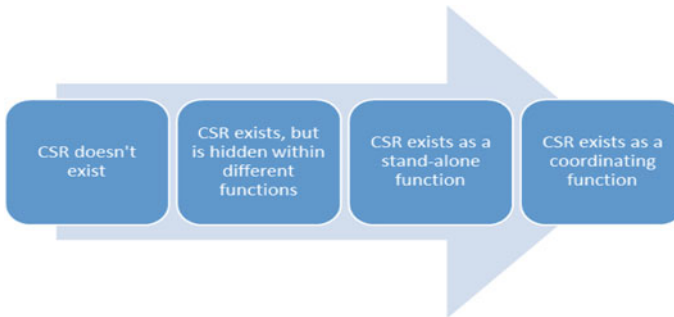 CSR doesn't
exist
CSR exists, but
is hidden within
different
functions
CSR exists as a
stand-alone
function
CSR exists as a
coordinating
function